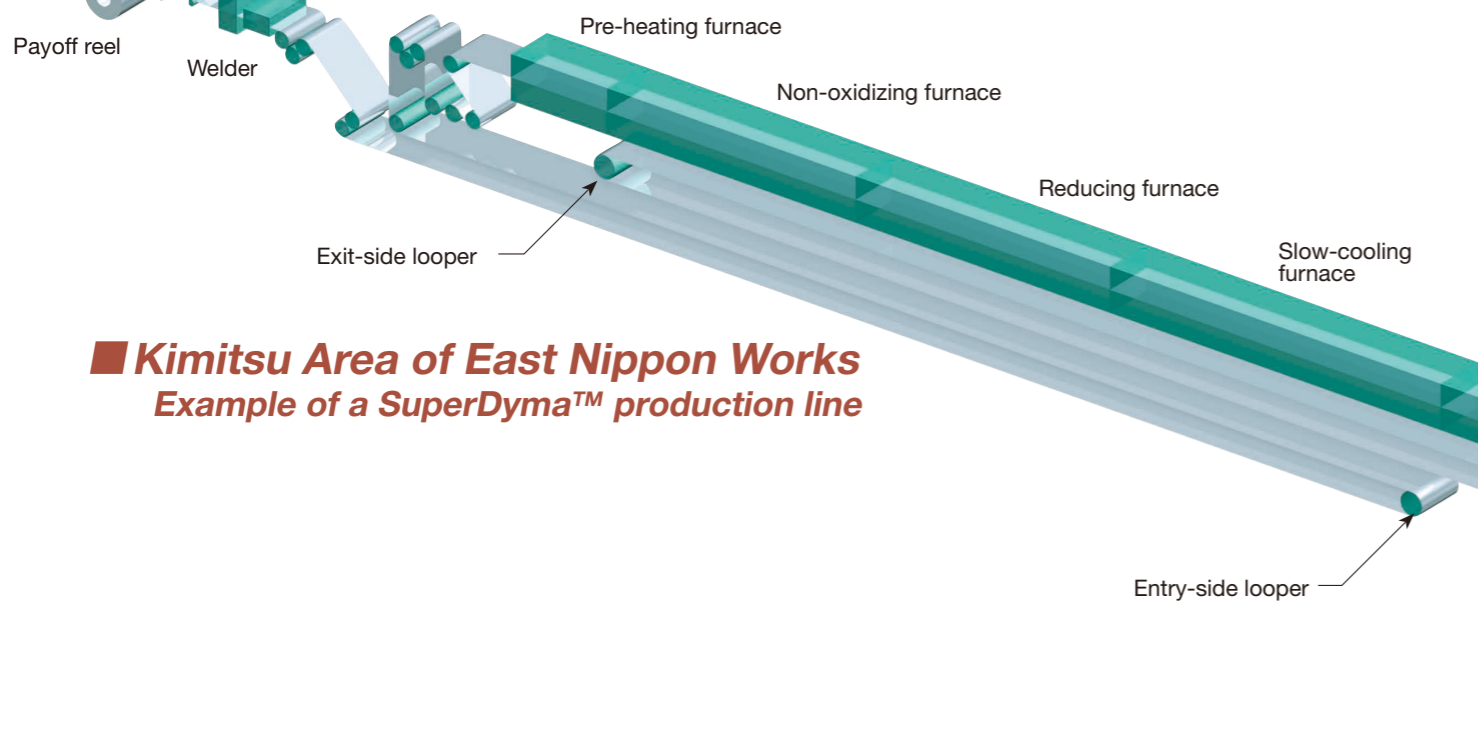 Pre-heating furnace
Payoff reel
Welder
Non-oxidizing furnace
Reducing furnace
Slow-cooling
furnace
Exit-side looper
■ Kimitsu Area of East Nippon Works
Example of a SuperDyma™ production line
Entry-side looper